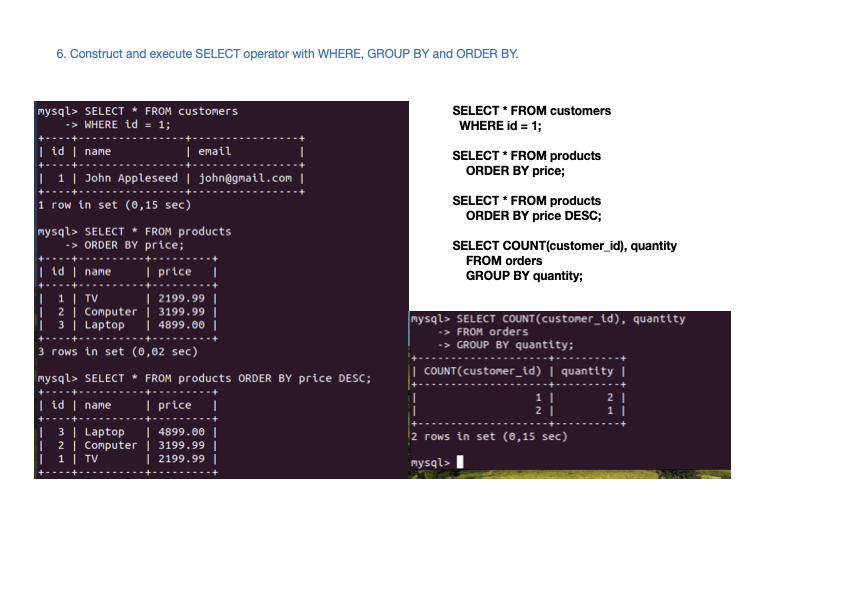 6. Construct and execute SELECT operator with WHERE, GROUP BY and ORDER BY.
mysql> SELECT * FROM customers
    -> WHERE id = 1;
+----+----------------+----------------+
| id | name           | email          |
+----+----------------+----------------+
|  1 | John Appleseed | john@gmail.com |
+----+----------------+----------------+
1 row in set (0,15 sec)
mysql> SELECT * FROM products
    -> ORDER BY price;
+----+----------+---------+
| id | name     | price   |
+----+----------+---------+
|  1 | TV       | 2199.99 |
|  2 | Computer | 3199.99 |
|  3 | Laptop   | 4899.00 |
+----+----------+---------+
3 rows in set (0,02 sec)
mysql> SELECT * FROM products ORDER BY price DESC;
+----+----------+---------+
| id | name     | price   |
+----+----------+---------+
|  3 | Laptop   | 4899.00 |
|  2 | Computer | 3199.99 |
|  1 | TV       | 2199.99 |
+----+----------+---------+
SELECT * FROM customers
WHERE id = 1;
SELECT * FROM products
ORDER BY price;
SELECT * FROM products
ORDER BY price DESC;
SELECT COUNT(customer_id), quantity
FROM orders
GROUP BY quantity;
mysql> SELECT COUNT(customer_id), quantity
    -> FROM orders
    -> GROUP BY quantity;
+--------------------+----------+
| COUNT(customer_id) | quantity |
+--------------------+----------+
|                  1 |        2 |
|                  2 |        1 |
+--------------------+----------+
2 rows in set (0,15 sec)
mysql>